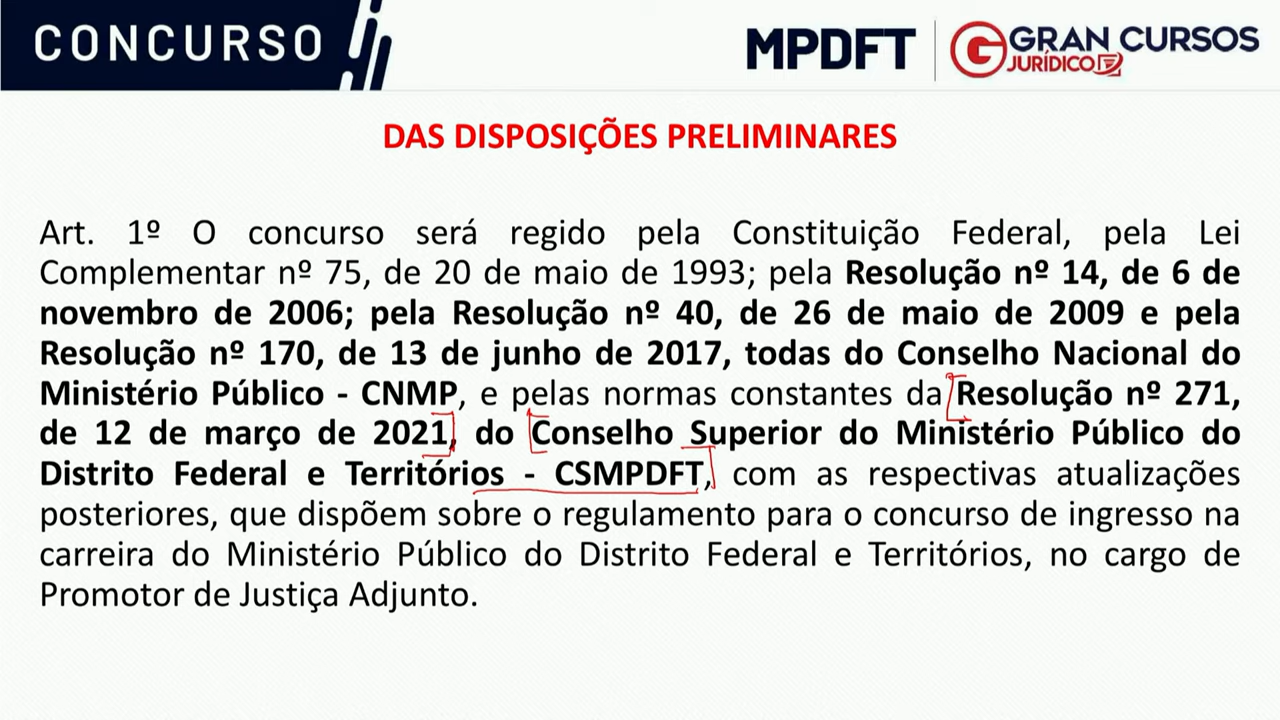 CONCURSO
MPDFT
GRAN CURSOS
JURÍDICO
DAS DISPOSIÇÕES PRELIMINARES
Art. 1º O concurso será regido pela Constituição Federal, pela Lei
Complementar nº 75, de 20 de maio de 1993; pela Resolução nº 14, de 6 de
novembro de 2006; pela Resolução nº 40, de 26 de maio de 2009 e pela
Resolução nº 170, de 13 de junho de 2017, todas do Conselho Nacional do
Ministério Público - CNMP, e pelas normas constantes da Resolução nº 271,
de 12 de março de 2021, do Conselho Superior do Ministério Público do
Distrito Federal e Territórios - CSMPDFT, com as respectivas atualizações
posteriores, que dispõem sobre o regulamento para o concurso de ingresso na
carreira do Ministério Público do Distrito Federal e Territórios, no cargo de
Promotor de Justiça Adjunto.